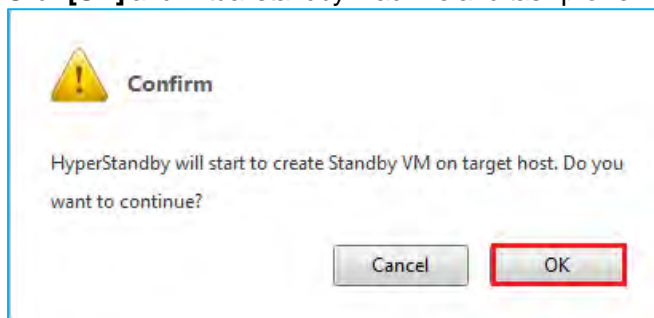 Confirm
HyperStandby will start to create Standby VM on target host. Do you
want to continue?
Cancel
OK